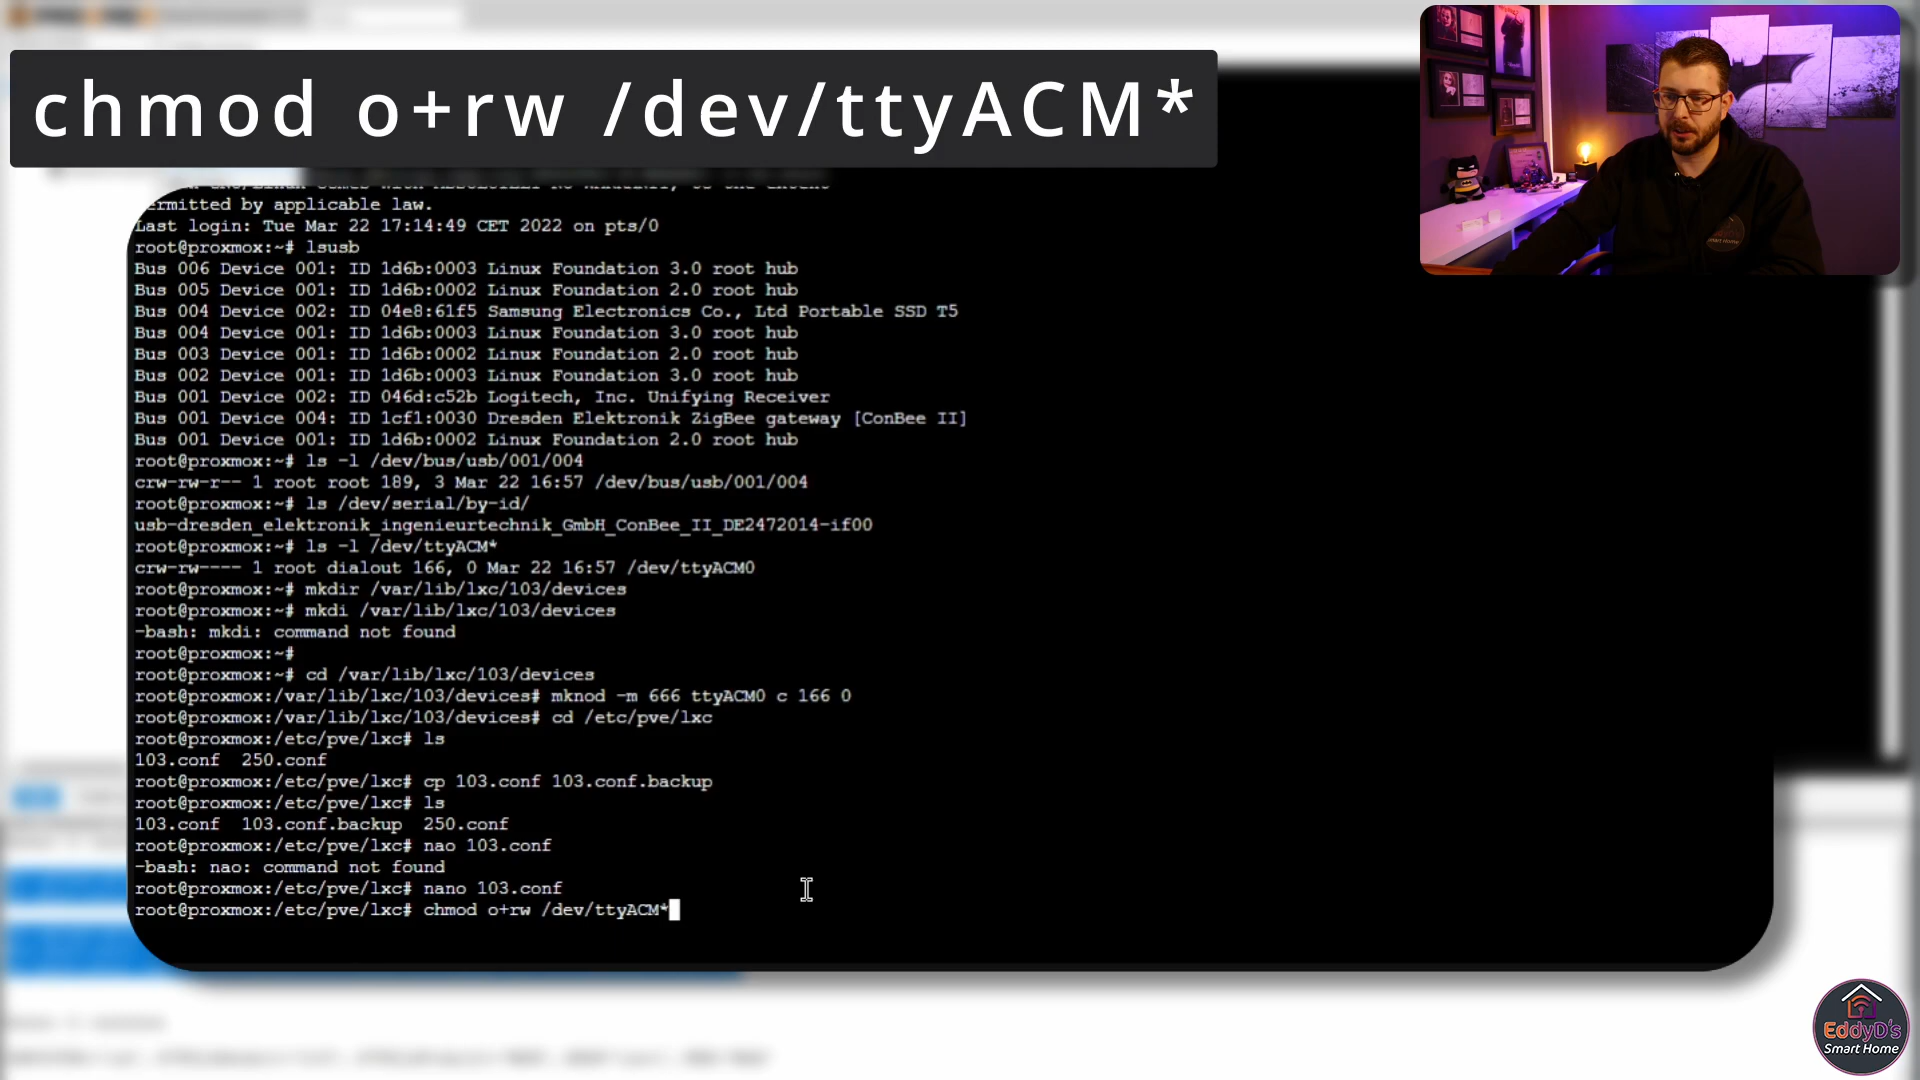 chmod o+rw /dev/ttyACM*
ermitted by applicable law.
Last login: Tue Mar 22 17:14:49 CET 2022 on pts/0
root@proxmox:~# lsusb
Bus 006 Device 001: ID 1d6b:0003 Linux Foundation 3.0 root hub
Bus 005 Device 001: ID 1d6b:0002 Linux Foundation 2.0 root hub
Bus 004 Device 002: ID 04e8:61f5 Samsung Electronics Co., Ltd Portable SSD T5
Bus 004 Device 001: ID 1d6b:0003 Linux Foundation 3.0 root hub
Bus 003 Device 001: ID 1d6b:0002 Linux Foundation 2.0 root hub
Bus 002 Device 001: ID 1d6b:0003 Linux Foundation 3.0 root hub
Bus 001 Device 002: ID 046d:c52b Logitech, Inc. Unifying Receiver
Bus 001 Device 004: ID 1cf1:0030 Dresden Elektronik ZigBee gateway [ConBee II]
Bus 001 Device 001: ID 1d6b:0002 Linux Foundation 2.0 root hub
root@proxmox:~# ls -l /dev/bus/usb/001/004
crw-rw-r-- 1 root root 189, 3 Mar 22 16:57 /dev/bus/usb/001/004
root@proxmox:~# ls /dev/serial/by-id/
usb-dresden_elektronik_ingenieurtechnik_GmbH_ConBee_II_DE2472014-if00
root@proxmox:~# ls -l /dev/ttyACM*
crw-rw---- 1 root dialout 166, 0 Mar 22 16:57 /dev/ttyACM0
root@proxmox:~# mkdir /var/lib/lxc/103/devices
root@proxmox:~# mkdi /var/lib/lxc/103/devices
-bash: mkdi: command not found
root@proxmox:~#
root@proxmox:~# cd /var/lib/lxc/103/devices
root@proxmox:/var/lib/lxc/103/devices# mknod -m 666 ttyACM0 c 166 0
root@proxmox:/var/lib/lxc/103/devices# cd /etc/pve/lxc
root@proxmox:/etc/pve/lxc# ls
103.conf  250.conf
root@proxmox:/etc/pve/lxc# cp 103.conf 103.conf.backup
root@proxmox:/etc/pve/lxc# ls
103.conf  103.conf.backup  250.conf
root@proxmox:/etc/pve/lxc# nao 103.conf
-bash: nao: command not found
root@proxmox:/etc/pve/lxc# nano 103.conf
root@proxmox:/etc/pve/lxc# chmod o+rw /dev/ttyACM*
EddyD's
Smart Home